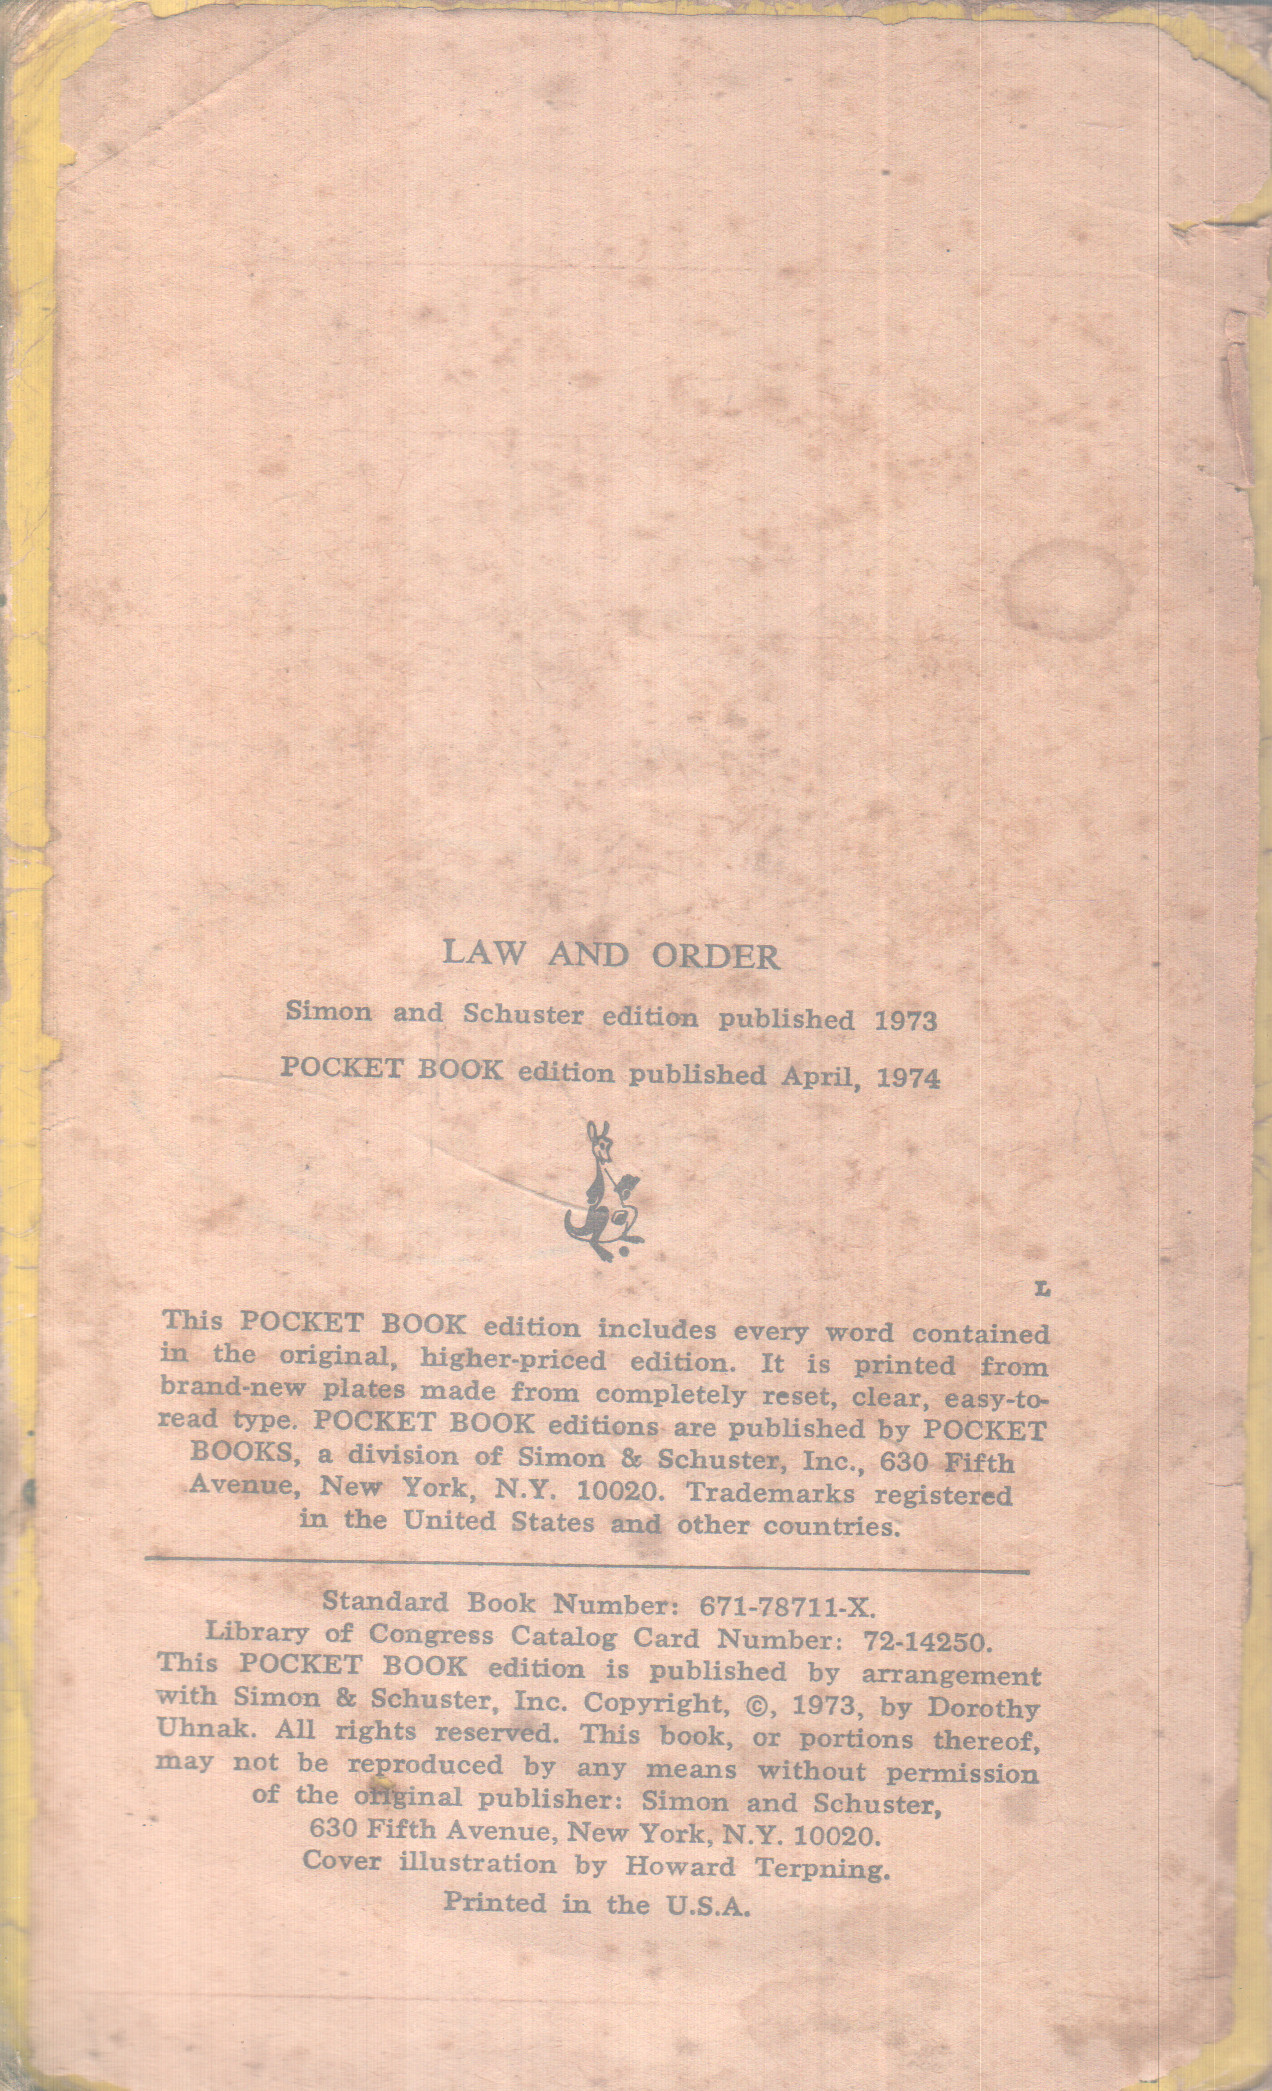 LAW AND ORDER
Simon and Schuster edition published 1973
POCKET BOOK edition published April, 1974
L
This POCKET BOOK edition includes every word contained
in the original, higher-priced edition. It is printed from
brand-new plates made from completely reset, clear, easy-to-
read type. POCKET BOOK editions are published by POCKET
BOOKS, a division of Simon & Schuster, Inc., 630 Fifth
Avenue, New York, N.Y. 10020. Trademarks registered
in the United States and other countries.
Standard Book Number: 671-78711-X.
Library of Congress Catalog Card Number: 72-14250.
This POCKET BOOK edition is published by arrangement
with Simon & Schuster, Inc. Copyright, ©, 1973, by Dorothy
Uhnak. All rights reserved. This book, or portions thereof,
may not be reproduced by any means without permission
of the original publisher: Simon and Schuster,
630 Fifth Avenue, New York, N.Y. 10020.
Cover illustration by Howard Terpning.
Printed in the U.S.A.